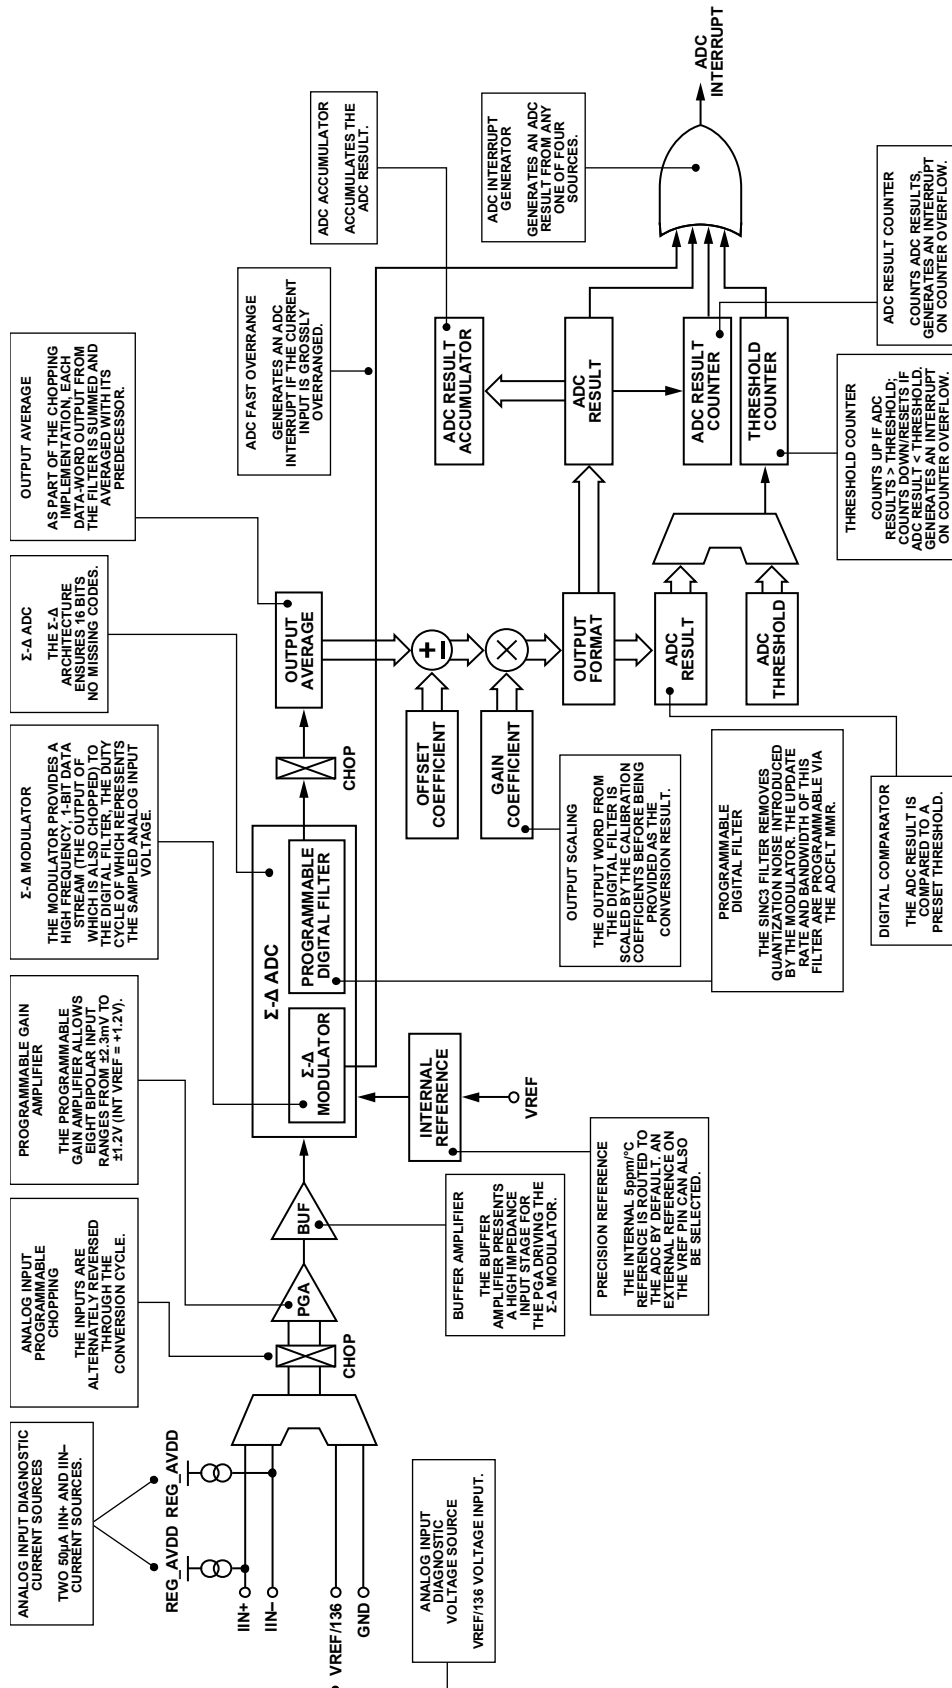 ANALOG INPUT DIAGNOSTIC
CURRENT SOURCES
TWO 50µA IIN+ AND IIN–
CURRENT SOURCES.
ANALOG INPUT
PROGRAMMABLE
CHOPPING
THE INPUTS ARE
ALTERNATELY REVERSED
THROUGH THE
CONVERSION CYCLE.
PROGRAMMABLE GAIN
AMPLIFIER
THE PROGRAMMABLE
GAIN AMPLIFIER ALLOWS
EIGHT BIPOLAR INPUT
RANGES FROM ±2.3mV TO
±1.2V (INT VREF = +1.2V).
Σ-Δ MODULATOR
THE MODULATOR PROVIDES A
HIGH FREQUENCY, 1-BIT DATA
STREAM (THE OUTPUT OF
WHICH IS ALSO CHOPPED) TO
THE DIGITAL FILTER, THE DUTY
CYCLE OF WHICH REPRESENTS
THE SAMPLED ANALOG INPUT
VOLTAGE.
Σ-Δ ADC
THE Σ-Δ
ARCHITECTURE
ENSURES 16 BITS
NO MISSING CODES.
OUTPUT AVERAGE
AS PART OF THE CHOPPING
IMPLEMENTATION, EACH
DATA-WORD OUTPUT FROM
THE FILTER IS SUMMED AND
AVERAGED WITH ITS
PREDECESSOR.
ADC FAST OVERRANGE
GENERATES AN ADC
INTERRUPT IF THE CURRENT
INPUT IS GROSSLY
OVERRANGED.
ADC ACCUMULATOR
ACCUMULATES THE
ADC RESULT.
ADC INTERRUPT
GENERATOR
GENERATES AN ADC
RESULT FROM ANY
ONE OF FOUR
SOURCES.
REG_AVDD
REG_AVDD
IIN+
IIN–
VREF/136
GND
CHOP
PGA
BUF
Σ-Δ ADC
Σ-Δ
MODULATOR
PROGRAMMABLE
DIGITAL FILTER
CHOP
OUTPUT
AVERAGE
INTERNAL
REFERENCE
VREF
OFFSET
COEFFICIENT
GAIN
COEFFICIENT
OUTPUT
FORMAT
ADC RESULT
ACCUMULATOR
ADC
RESULT
ADC RESULT
COUNTER
THRESHOLD
COUNTER
ADC
RESULT
ADC
THRESHOLD
ADC
INTERRUPT
ANALOG INPUT
DIAGNOSTIC
VOLTAGE SOURCE
VREF/136 VOLTAGE INPUT.
BUFFER AMPLIFIER
THE BUFFER
AMPLIFIER PRESENTS
A HIGH IMPEDANCE
INPUT STAGE FOR
THE PGA DRIVING THE
Σ-Δ MODULATOR.
PRECISION REFERENCE
THE INTERNAL 5ppm/°C
REFERENCE IS ROUTED TO
THE ADC BY DEFAULT. AN
EXTERNAL REFERENCE ON
THE VREF PIN CAN ALSO
BE SELECTED.
OUTPUT SCALING
THE OUTPUT WORD FROM
THE DIGITAL FILTER IS
SCALED BY THE CALIBRATION
COEFFICIENTS BEFORE BEING
PROVIDED AS THE
CONVERSION RESULT.
PROGRAMMABLE
DIGITAL FILTER
THE SINC3 FILTER REMOVES
QUANTIZATION NOISE INTRODUCED
BY THE MODULATOR. THE UPDATE
RATE AND BANDWIDTH OF THIS
FILTER ARE PROGRAMMABLE VIA
THE ADCFLT MMR.
DIGITAL COMPARATOR
THE ADC RESULT IS
COMPARED TO A
PRESET THRESHOLD.
THRESHOLD COUNTER
COUNTS UP IF ADC
RESULTS > THRESHOLD;
COUNTS DOWN/RESETS IF
ADC RESULT < THRESHOLD.
GENERATES AN INTERRUPT
ON COUNTER OVERFLOW.
ADC RESULT COUNTER
COUNTS ADC RESULTS,
GENERATES AN INTERRUPT
ON COUNTER OVERFLOW.